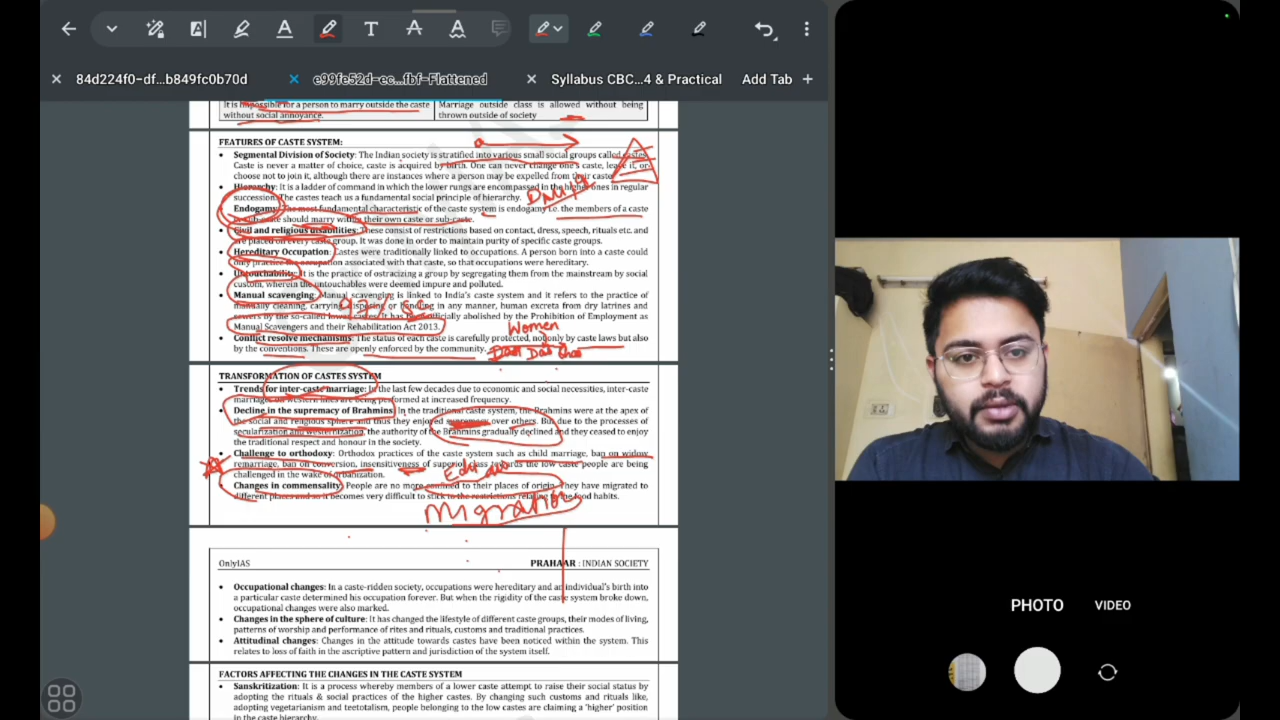 84d224f0-df...b849fc0b70d
e99fe52d-ec...fbf-Flattened
Syllabus CBC...4 & Practical
Add Tab +
It is impossible for a person to marry outside the caste without social annoyance.
Marriage outside class is allowed without being thrown outside of society
FEATURES OF CASTE SYSTEM:
• Segmental Division of Society: The Indian society is stratified into various small social groups called castes.
Caste is never a matter of choice, caste is acquired by birth. One can never change one's caste, leave it, or
choose not to join it, although there are instances where a person may be expelled from their caste
• Hierarchy: It is a ladder of command in which the lower rungs are encompassed in the higher ones in regular
succession. The castes teach us a fundamental social principle of hierarchy.
Endogamy: The most fundamental characteristic of the caste system is endogamy i.e. the members of a caste
or sub-caste should marry within their own caste or sub-caste.
• Civil and religious disabilities: These consist of restrictions based on contact, dress, speech, rituals etc. and
are placed on every caste group. It was done in order to maintain purity of specific caste groups.
• Hereditary Occupation: Castes were traditionally linked to occupations. A person born into a caste could
only practice the occupation associated with that caste, so that occupations were hereditary.
• Untouchability: It is the practice of ostracizing a group by segregating them from the mainstream by social
custom, wherein the untouchables were deemed impure and polluted.
• Manual scavenging: Manual scavenging is linked to India's caste system and it refers to the practice of
manually cleaning, carrying, disposing or handling in any manner, human excreta from dry latrines and
sewers by the so-called lower castes. It has been officially abolished by the Prohibition of Employment as
Manual Scavengers and their Rehabilitation Act 2013.
Women
• Conflict resolve mechanisms: The status of each caste is carefully protected, not only by caste laws but also
by the conventions. These are openly enforced by the community.
TRANSFORMATION OF CASTES SYSTEM
• Trends for inter-caste marriage: In the last few decades due to economic and social necessities, inter-caste
marriages on western lines are being performed at increased frequency.
• Decline in the supremacy of Brahmins: In the traditional caste system, the Brahmins were at the apex of
the social and religious sphere and thus they enjoyed supremacy over others. But due to the processes of
secularization and westernization, the authority of the Brahmins gradually declined and they ceased to enjoy
the traditional respect and honour in the society.
• Challenge to orthodoxy: Orthodox practices of the caste system such as child marriage, ban on widow
remarriage, ban on conversion, insensitiveness of superior class towards the low caste people are being
challenged in the wake of urbanization.
• Changes in commensality: People are no more confined to their places of origin. They have migrated to
different places and so it becomes very difficult to stick to the restrictions relating to the food habits.
Migration
OnlyIAS
PRAHAAR : INDIAN SOCIETY
• Occupational changes: In a caste-ridden society, occupations were hereditary and an individual's birth into
a particular caste determined his occupation forever. But when the rigidity of the caste system broke down,
occupational changes were also marked.
• Changes in the sphere of culture: It has changed the lifestyle of different caste groups, their modes of living,
patterns of worship and performance of rites and rituals, customs and traditional practices.
• Attitudinal changes: Changes in the attitude towards castes have been noticed within the system. This
relates to loss of faith in the ascriptive pattern and jurisdiction of the system itself.
FACTORS AFFECTING THE CHANGES IN THE CASTE SYSTEM
• Sanskritization: It is a process whereby members of a lower caste attempt to raise their social status by
adopting the rituals & social practices of the higher castes. By changing such customs and rituals like,
adopting vegetarianism and teetotalism, people belonging to the low castes are claiming a 'higher' position
in the caste hierarchy.
PHOTO
VIDEO